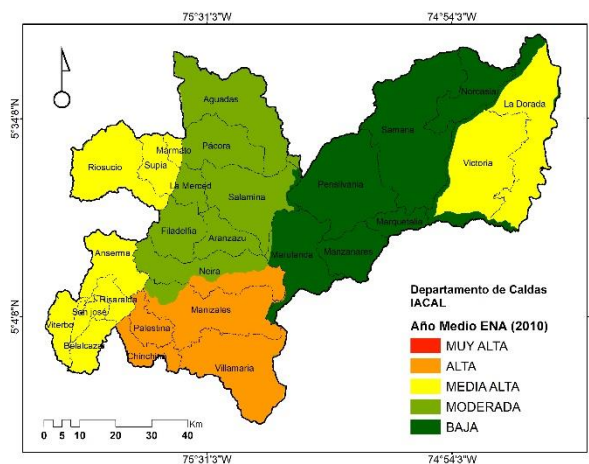 75°31'3"W 74°54'3"W
5°34'8"N
5°4'8"N
Aguadas
Norcasia
La Dorada
Samana
Riosucio
Supia
Marmato
Pácora
Victoria
La Merced
Salamina
Pensilvania
Filadelfia
Aranzazu
Marquetalia
Marulanda
Manzanares
Anserma
Neira
Risaralda
San josé
Viterbo
Belalcazar
Manizales
Palestina
Chinchiná
Villamaria
Departamento de Caldas
IACAL
Año Medio ENA (2010)
MUY ALTA
ALTA
MEDIA ALTA
MODERADA
BAJA
Km
0 5 10 20 30 40
75°31'3"W 74°54'3"W